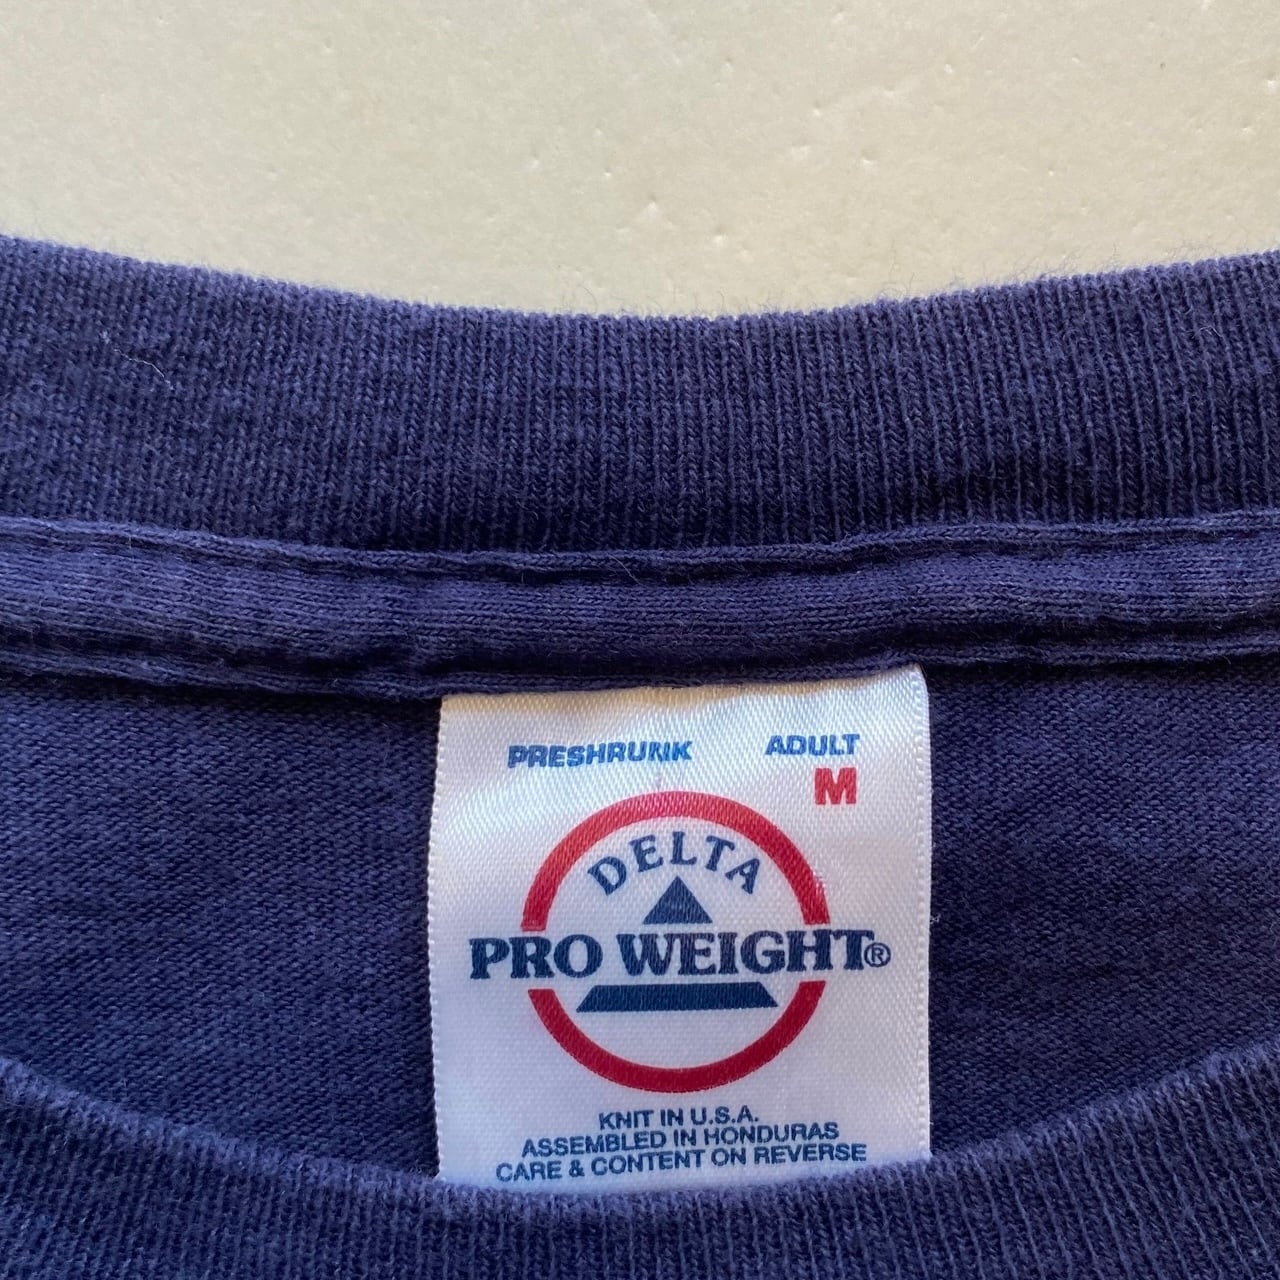 PRESHRUNK ADULT
M
DELTA
PRO WEIGHT®
KNIT IN U.S.A.
ASSEMBLED IN HONDURAS
CARE & CONTENT ON REVERSE